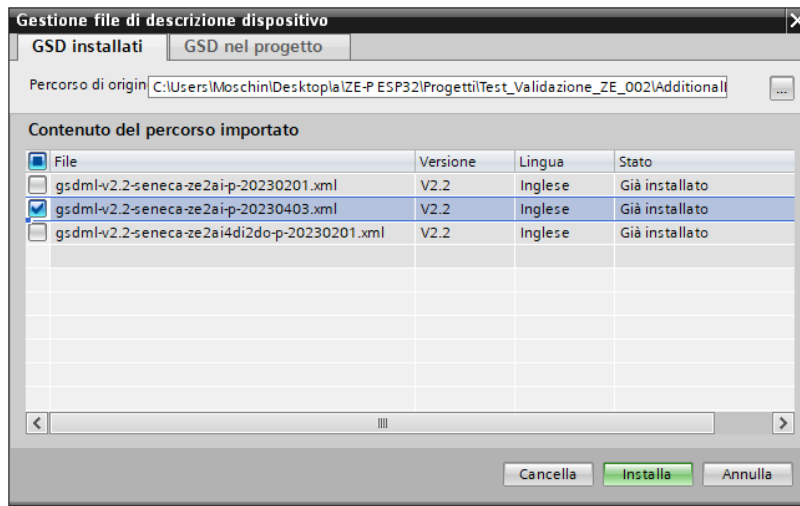 Gestione file di descrizione dispositivo
GSD installati GSD nel progetto
Percorso di origin C:\Users\Moschin\Desktop\a\ZE-P ESP32\Progetti\Test_Validazione_ZE_002\Additional
...
Contenuto del percorso importato
File Versione Lingua Stato
gsdml-v2.2-seneca-ze2ai-p-20230201.xml V2.2 Inglese Già installato
gsdml-v2.2-seneca-ze2ai-p-20230403.xml V2.2 Inglese Già installato
gsdml-v2.2-seneca-ze2ai4di2do-p-20230201.xml V2.2 Inglese Già installato
Cancella Installa Annulla